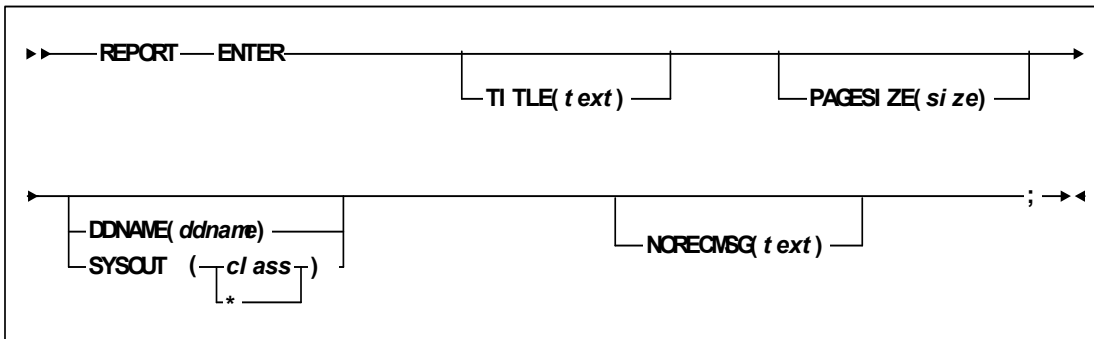 REPORT ENTER
TITLE(text) PAGESIZE(size)
;
DDNAME(ddname)
NORECMSG(text)
SYSOUT (class)
*